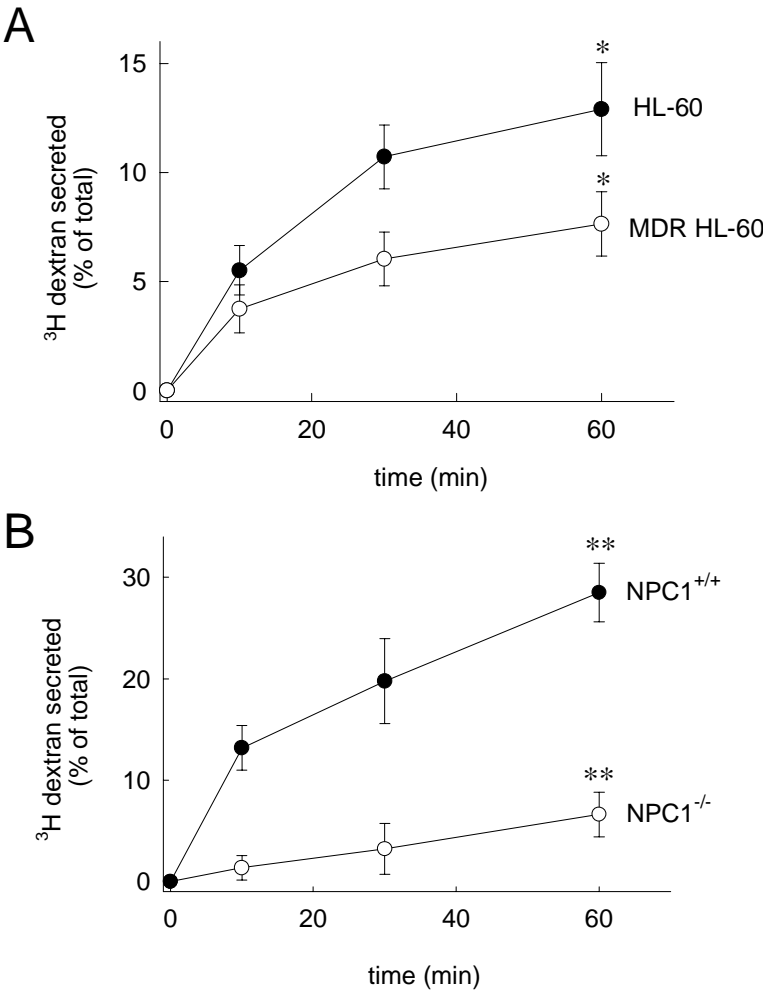 A
15
10
5
0
³H dextran secreted
(% of total)
*
HL-60
*
MDR HL-60
0 20 40 60
time (min)
B
30
20
10
0
³H dextran secreted
(% of total)
**
NPC1+/+
**
NPC1-/-
0 20 40 60
time (min)